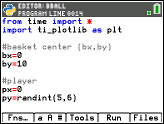 EDITOR: BBALL
PROGRAM LINE 0014
from time import *
import ti_plotlib as plt
#basket center (bx,by)
bx=0
by=10
#player
px=0
py=randint(5,6)
Fns… a A # Tools Run Files